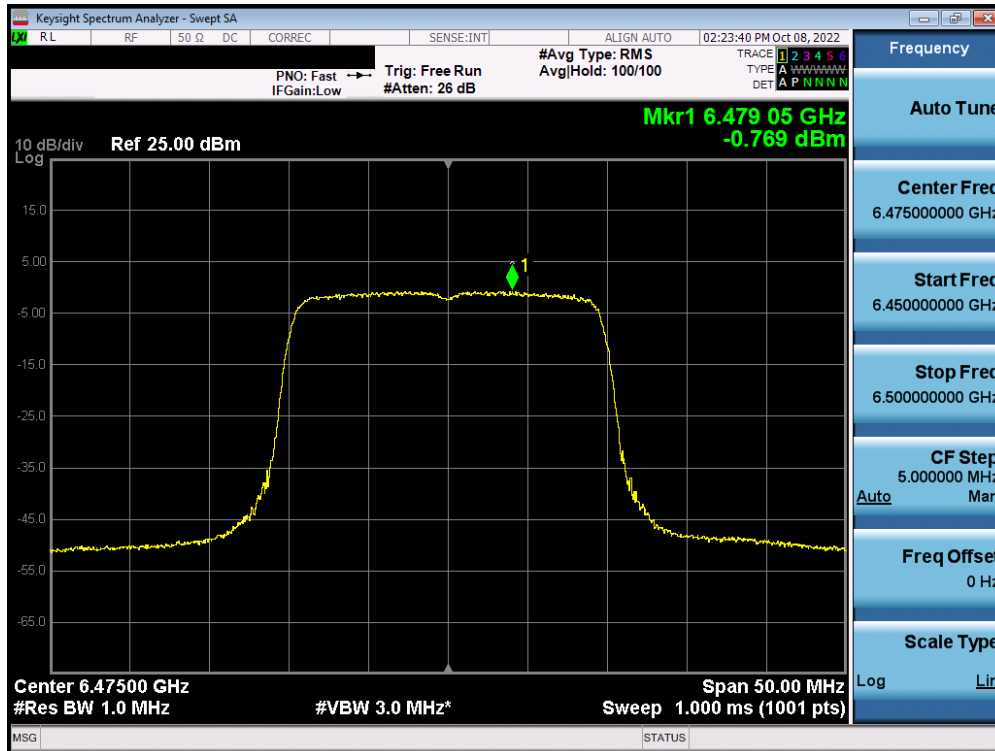 Keysight Spectrum Analyzer - Swept SA
LXI RL RF 50 Ω DC CORREC SENSE:INT ALIGN AUTO 02:23:40 PM Oct 08, 2022
PNO: Fast Trig: Free Run #Avg Type: RMS TRACE 1 2 3 4 5 6
IFGain:Low #Atten: 26 dB Avg|Hold: 100/100 TYPE A WWWWW
DET A P N N N N
Mkr1 6.479 05 GHz
-0.769 dBm
10 dB/div Ref 25.00 dBm
Log
15.0
5.00
1
-5.00
-15.0
-25.0
-35.0
-45.0
-55.0
-65.0
Center 6.47500 GHz Span 50.00 MHz
#Res BW 1.0 MHz #VBW 3.0 MHz* Sweep 1.000 ms (1001 pts)
MSG STATUS
Frequency
Auto Tune
Center Freq
6.475000000 GHz
Start Freq
6.450000000 GHz
Stop Freq
6.500000000 GHz
CF Step
5.000000 MHz
Auto Man
Freq Offset
0 Hz
Scale Type
Log Lin